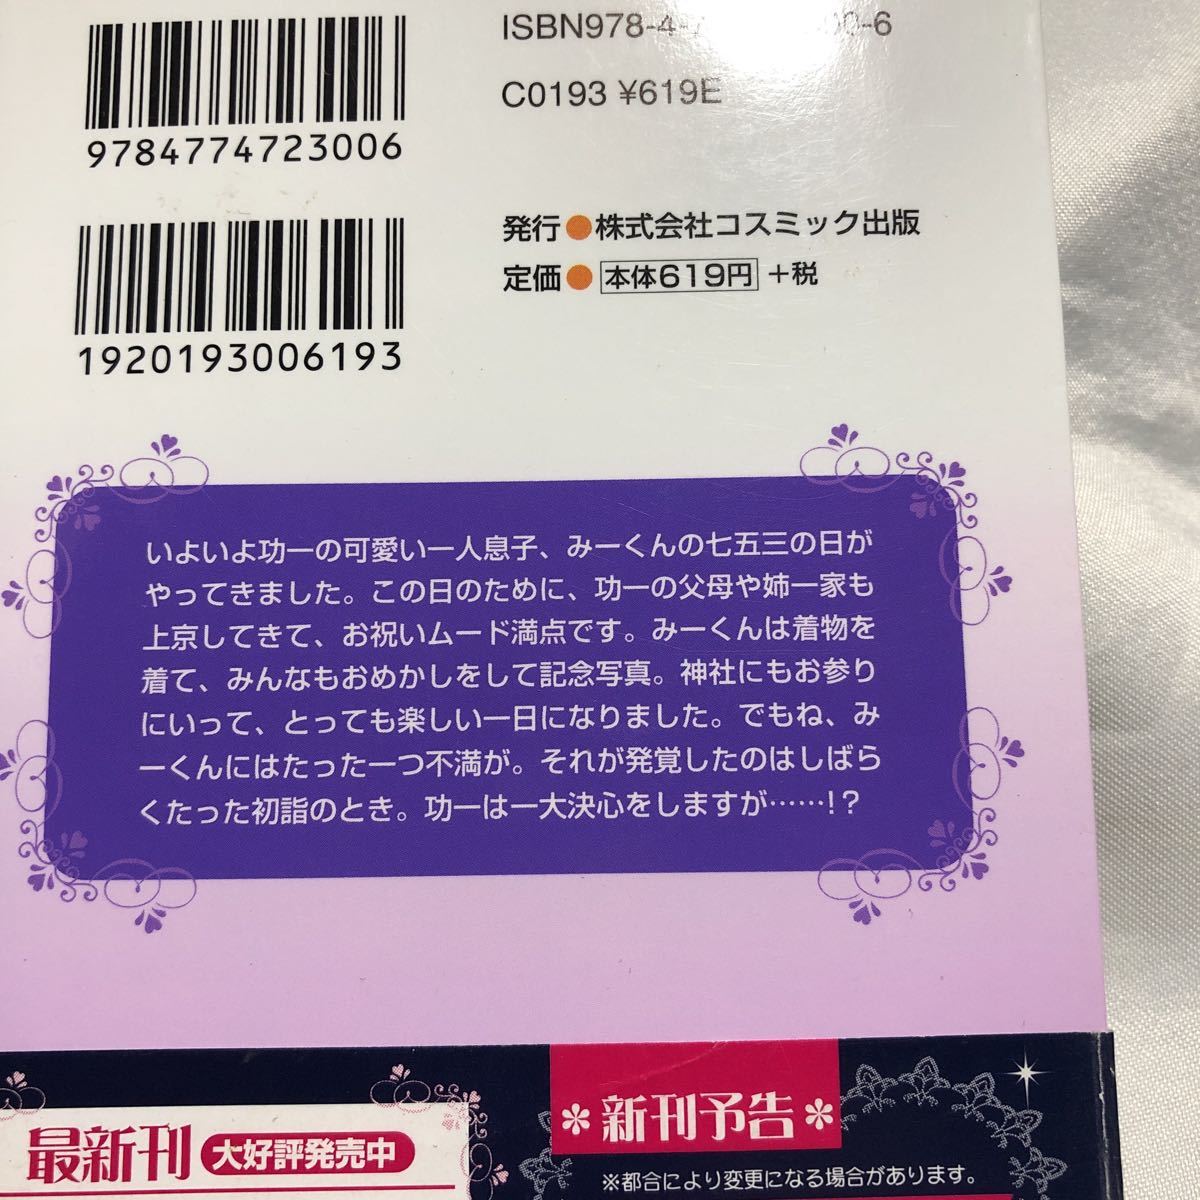 ISBN978-4-
C0193 ¥619E
9784774723006
発行●株式会社コスミック出版
定価●本体619円+税
1920193006193
いよいよ功一の可愛い一人息子、みーくんの七五三の日が
やってきました。この日のために、功一の父母や姉一家も
上京してきて、お祝いムード満点です。みーくんは着物を
着て、みんなもおめかしをして記念写真。神社にもお参り
にいって、とっても楽しい一日になりました。でもね、み
ーくんにはたった一つ不満が。それが発覚したのはしばら
くたった初詣のとき。功一は一大決心をしますが……!?
最新刊 大好評発売中
＊新刊予告＊
※都合により変更になる場合があります。